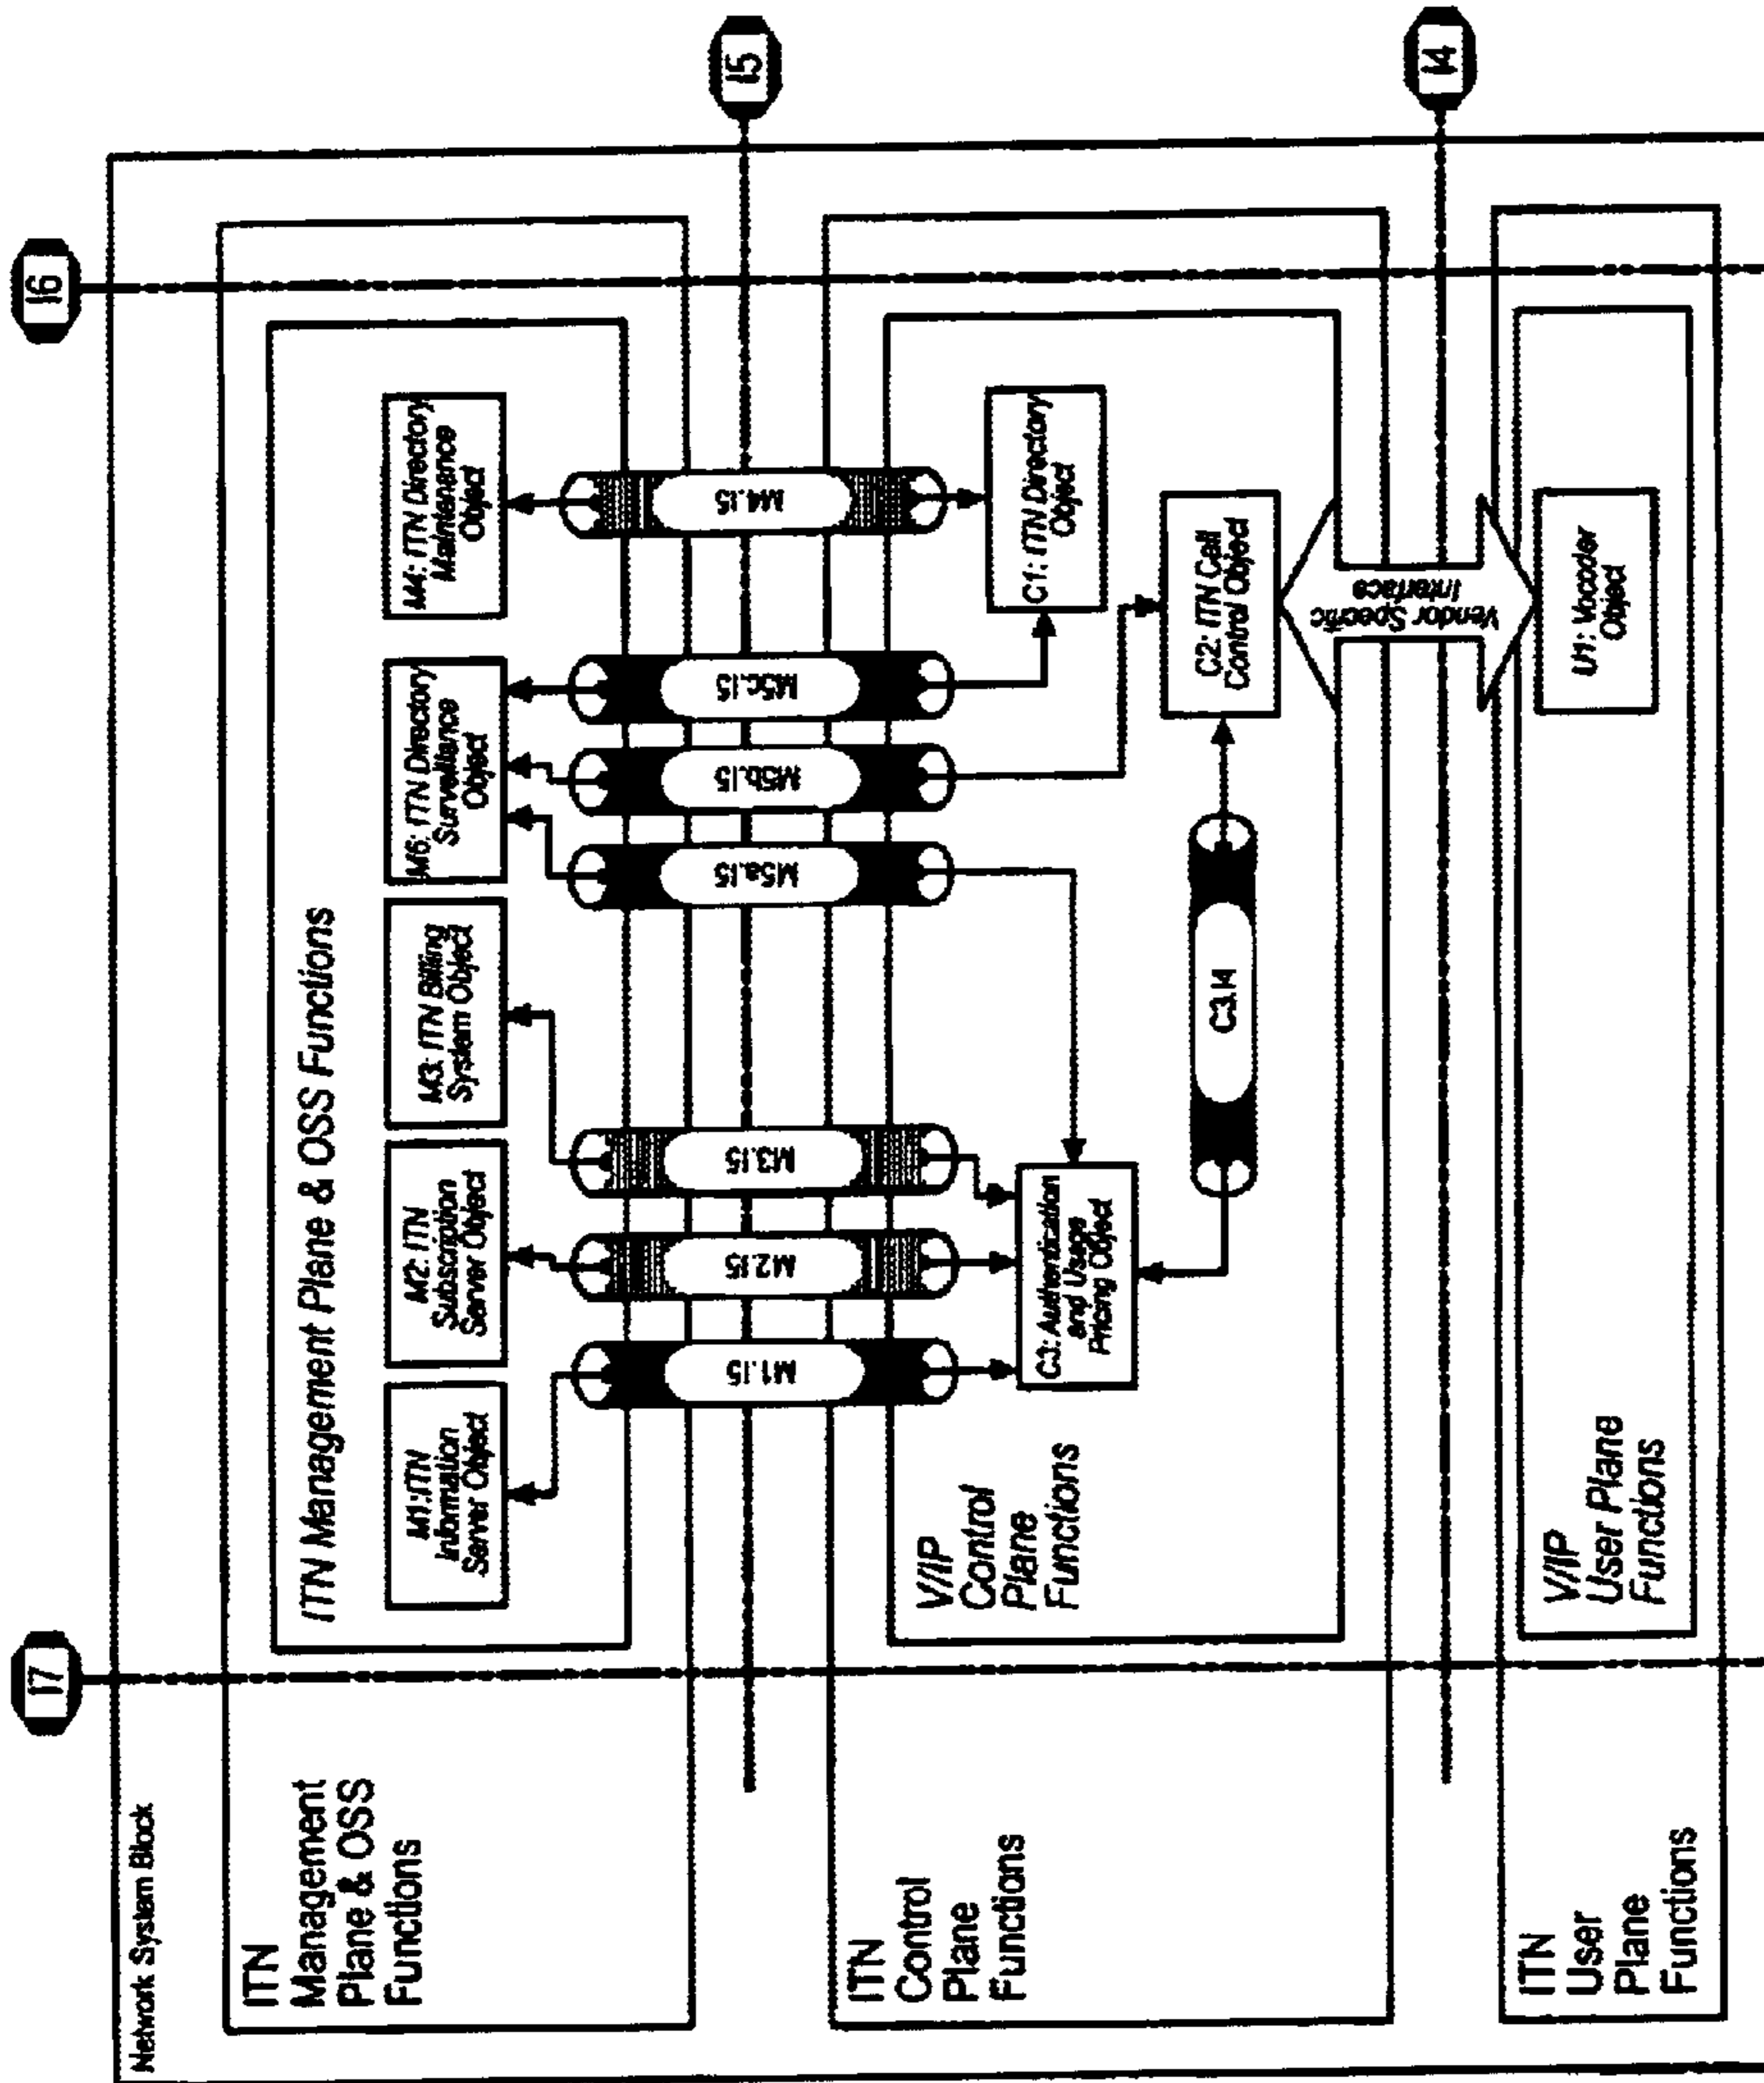 Network System Block
I7
I6
ITN
Management
Plane & OSS
Functions
ITN Management Plane & OSS Functions
M1:ITN
Information
Server Object
M2: ITN
Subscription
Server Object
M3: ITN Billing
System Object
M6: ITN Directory
Surveillance
Object
M4: ITN Directory
Maintenance
Object
M1.I5
M2.I5
M3.I5
M5a.I5
M5b.I5
M5c.I5
M4.I5
I5
ITN
Control
Plane
Functions
V/IP
Control
Plane
Functions
C3: Authentication
and Usage
Pricing Object
C1: ITN Directory
Object
C3.I4
C2: ITN Call
Control Object
Vendor Specific
Interface
I4
ITN
User
Plane
Functions
V/IP
User Plane
Functions
U1: Vocoder
Object